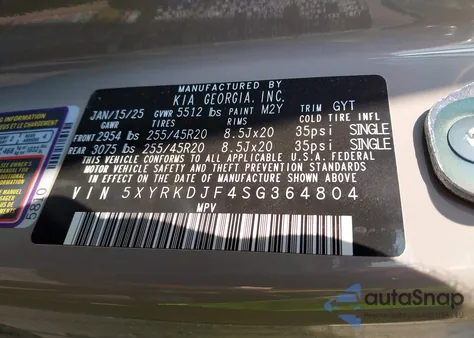 MANUFACTURED BY
KIA GEORGIA, INC.
JAN/15/25 GVWR 5512 lbs PAINT M2Y TRIM GYT
GAWR TIRES RIMS COLD TIRE INFL
FRONT 2954 lbs 255/45R20 8.5Jx20 35psi SINGLE
REAR 3075 lbs 255/45R20 8.5Jx20 35psi SINGLE
THIS VEHICLE CONFORMS TO ALL APPLICABLE U.S.A. FEDERAL
MOTOR VEHICLE SAFETY AND THEFT PREVENTION STANDARDS
IN EFFECT ON THE DATE OF MANUFACTURE SHOWN ABOVE
VIN 5XYRKDJF4SG364804
MPV
5810
autoSnap